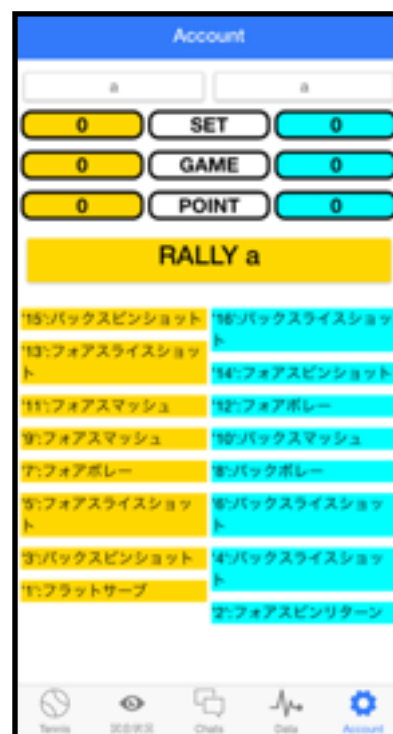 Account
a a
0 SET 0
0 GAME 0
0 POINT 0
RALLY a
'15':バックスピンショット
'13':フォアスライスショッ
ト
'11':フォアスマッシュ
'9':フォアスマッシュ
'7':フォアボレー
'5':フォアスライスショッ
ト
'3':バックスピンショット
'1':フラットサーブ
'16':バックスライスショッ
ト
'14':フォアスピンショット
'12':フォアボレー
'10':バックスマッシュ
'8':バックボレー
'6':バックスライスショッ
ト
'4':バックスライスショッ
ト
'2':フォアスピンリターン
Tennis 試合状況 Chats Data Account